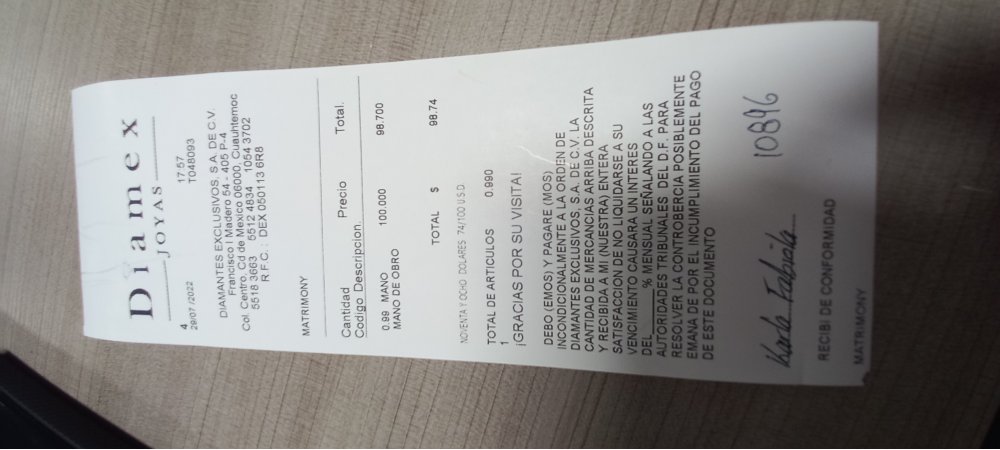 Diamex
JOYAS
4 17:57
29/07 /2022 T048093
DIAMANTES EXCLUSIVOS, S.A. DE C.V.
Francisco I Madero 54 - 405 P-4
Col. Centro, Cd de Mexico 06000, Cuauhtemoc
5518 3663 5512 4834 1054 3702
R.F.C. : DEX 050113 6R8
MATRIMONY
Cantidad Precio Total.
Codigo Descripcion.
0.99 MANO 100.000 98.700
MANO DE OBRO
TOTAL $ 98.74
NOVENTA Y OCHO DOLARES 74/100 U.S.D.
TOTAL DE ARTICULOS 0.990
1
¡GRACIAS POR SU VISITA!
DEBO (EMOS) Y PAGARE (MOS)
INCONDICIONALMENTE A LA ORDEN DE
DIAMANTES EXCLUSIVOS, S.A. DE C.V. LA
CANTIDAD DE MERCANCIAS ARRIBA DESCRITA
Y RECIBIDA A MI (NUESTRA) ENTERA
SATISFACCION DE NO LIQUIDARSE A SU
VENCIMIENTO CAUSARA UN INTERES
DEL ______ % MENSUAL SEÑALANDO A LAS
AUTORIDADES TRIBUNALES DEL D.F. PARA
RESOLVER LA CONTROBERCIA POSIBLEMENTE
EMANA DE POR EL INCUMPLIMIENTO DEL PAGO
DE ESTE DOCUMENTO
Karla Fabiola 10896
RECIBI DE CONFORMIDAD
MATRIMONY